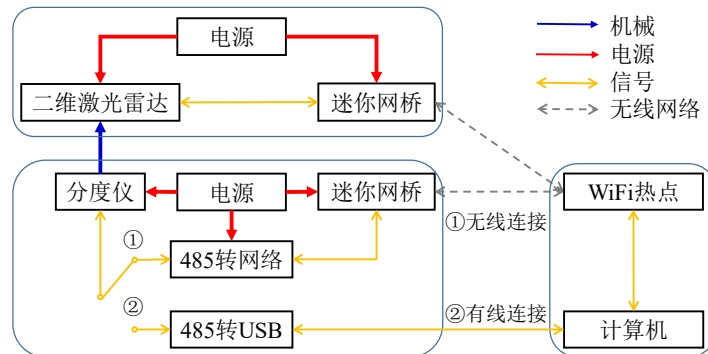 电源
机械
电源
信号
无线网络
二维激光雷达
迷你网桥
分度仪
电源
迷你网桥
WiFi热点
①无线连接
①
485转网络
②
485转USB
②有线连接
计算机